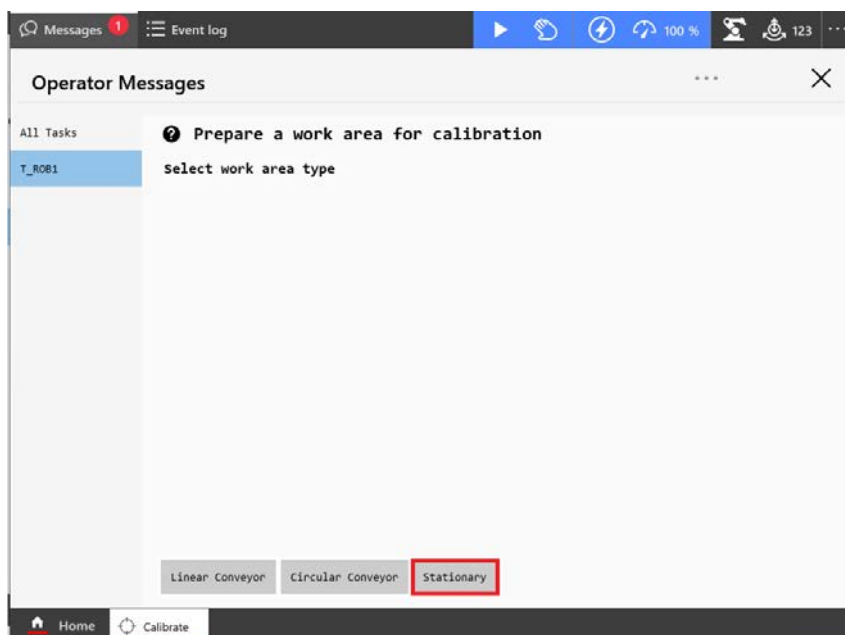 Messages 1 Event log 100 % 123 ...
Operator Messages ...
All Tasks
Prepare a work area for calibration
T_ROB1
Select work area type
Linear Conveyor Circular Conveyor Stationary
Home Calibrate